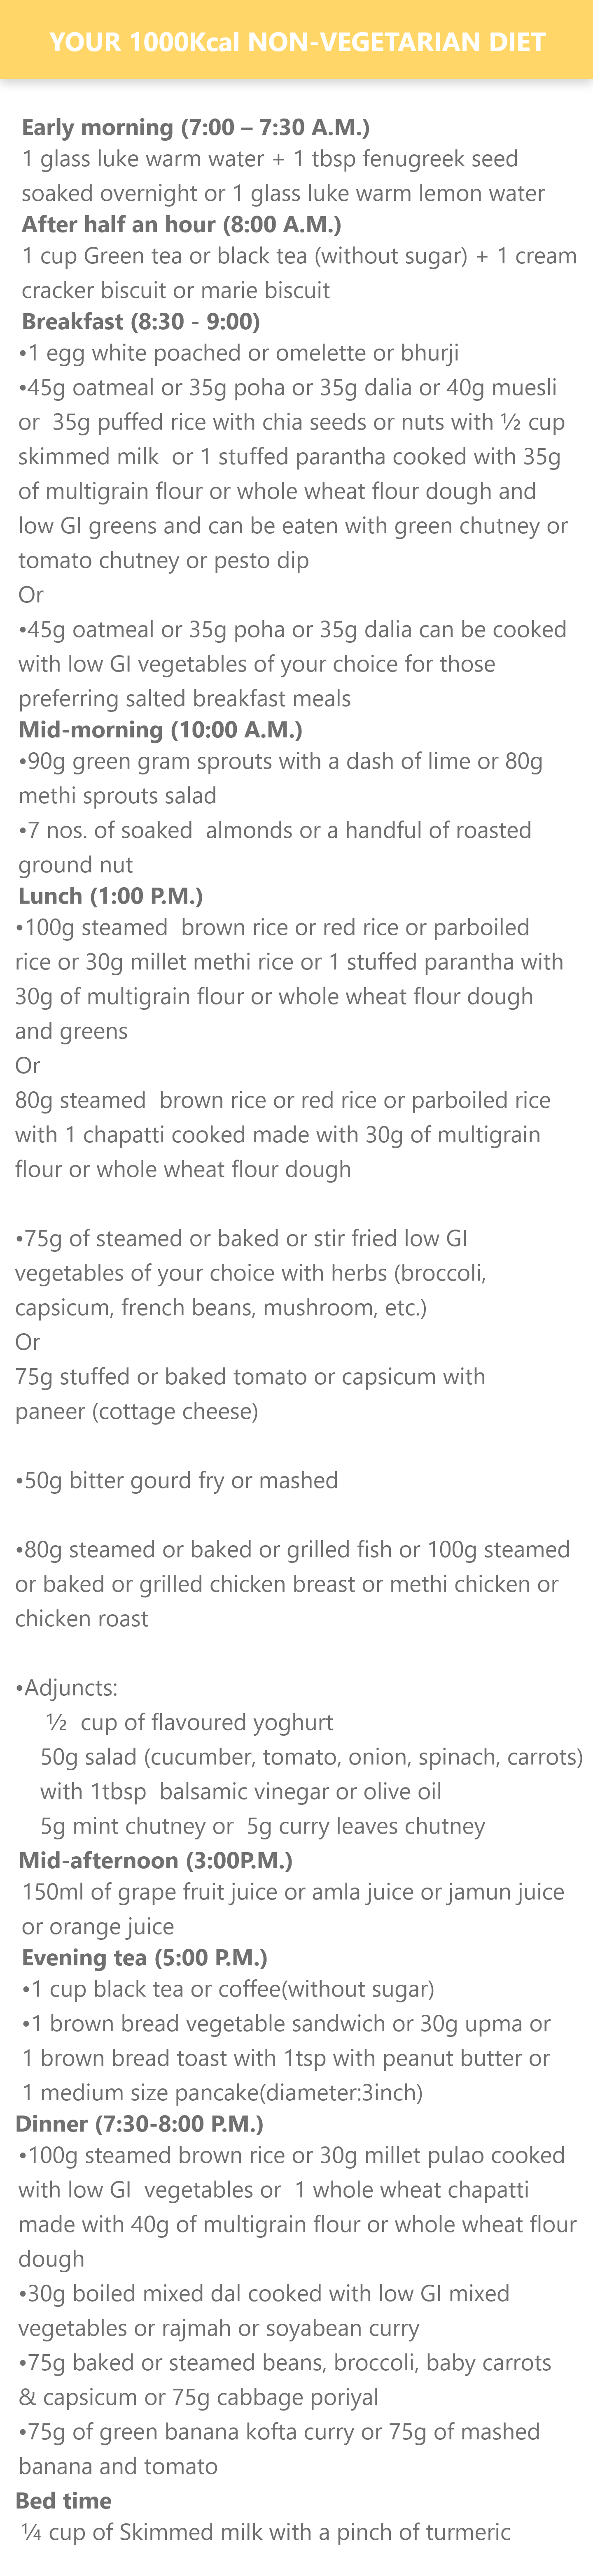 YOUR 1000Kcal NON-VEGETARIAN DIET
Early morning (7:00 – 7:30 A.M.)
1 glass luke warm water + 1 tbsp fenugreek seed
soaked overnight or 1 glass luke warm lemon water
After half an hour (8:00 A.M.)
1 cup Green tea or black tea (without sugar) + 1 cream
cracker biscuit or marie biscuit
Breakfast (8:30 - 9:00)
•1 egg white poached or omelette or bhurji
•45g oatmeal or 35g poha or 35g dalia or 40g muesli
or  35g puffed rice with chia seeds or nuts with ½ cup
skimmed milk  or 1 stuffed parantha cooked with 35g
of multigrain flour or whole wheat flour dough and
low GI greens and can be eaten with green chutney or
tomato chutney or pesto dip
Or
•45g oatmeal or 35g poha or 35g dalia can be cooked
with low GI vegetables of your choice for those
preferring salted breakfast meals
Mid-morning (10:00 A.M.)
•90g green gram sprouts with a dash of lime or 80g
methi sprouts salad
•7 nos. of soaked  almonds or a handful of roasted
ground nut
Lunch (1:00 P.M.)
•100g steamed  brown rice or red rice or parboiled
rice or 30g millet methi rice or 1 stuffed parantha with
30g of multigrain flour or whole wheat flour dough
and greens
Or
80g steamed  brown rice or red rice or parboiled rice
with 1 chapatti cooked made with 30g of multigrain
flour or whole wheat flour dough
•75g of steamed or baked or stir fried low GI
vegetables of your choice with herbs (broccoli,
capsicum, french beans, mushroom, etc.)
Or
75g stuffed or baked tomato or capsicum with
paneer (cottage cheese)
•50g bitter gourd fry or mashed
•80g steamed or baked or grilled fish or 100g steamed
or baked or grilled chicken breast or methi chicken or
chicken roast
•Adjuncts:
½  cup of flavoured yoghurt
50g salad (cucumber, tomato, onion, spinach, carrots)
with 1tbsp  balsamic vinegar or olive oil
5g mint chutney or  5g curry leaves chutney
Mid-afternoon (3:00P.M.)
150ml of grape fruit juice or amla juice or jamun juice
or orange juice
Evening tea (5:00 P.M.)
•1 cup black tea or coffee(without sugar)
•1 brown bread vegetable sandwich or 30g upma or
1 brown bread toast with 1tsp with peanut butter or
1 medium size pancake(diameter:3inch)
Dinner (7:30-8:00 P.M.)
•100g steamed brown rice or 30g millet pulao cooked
with low GI  vegetables or  1 whole wheat chapatti
made with 40g of multigrain flour or whole wheat flour
dough
•30g boiled mixed dal cooked with low GI mixed
vegetables or rajmah or soyabean curry
•75g baked or steamed beans, broccoli, baby carrots
& capsicum or 75g cabbage poriyal
•75g of green banana kofta curry or 75g of mashed
banana and tomato
Bed time
¼ cup of Skimmed milk with a pinch of turmeric